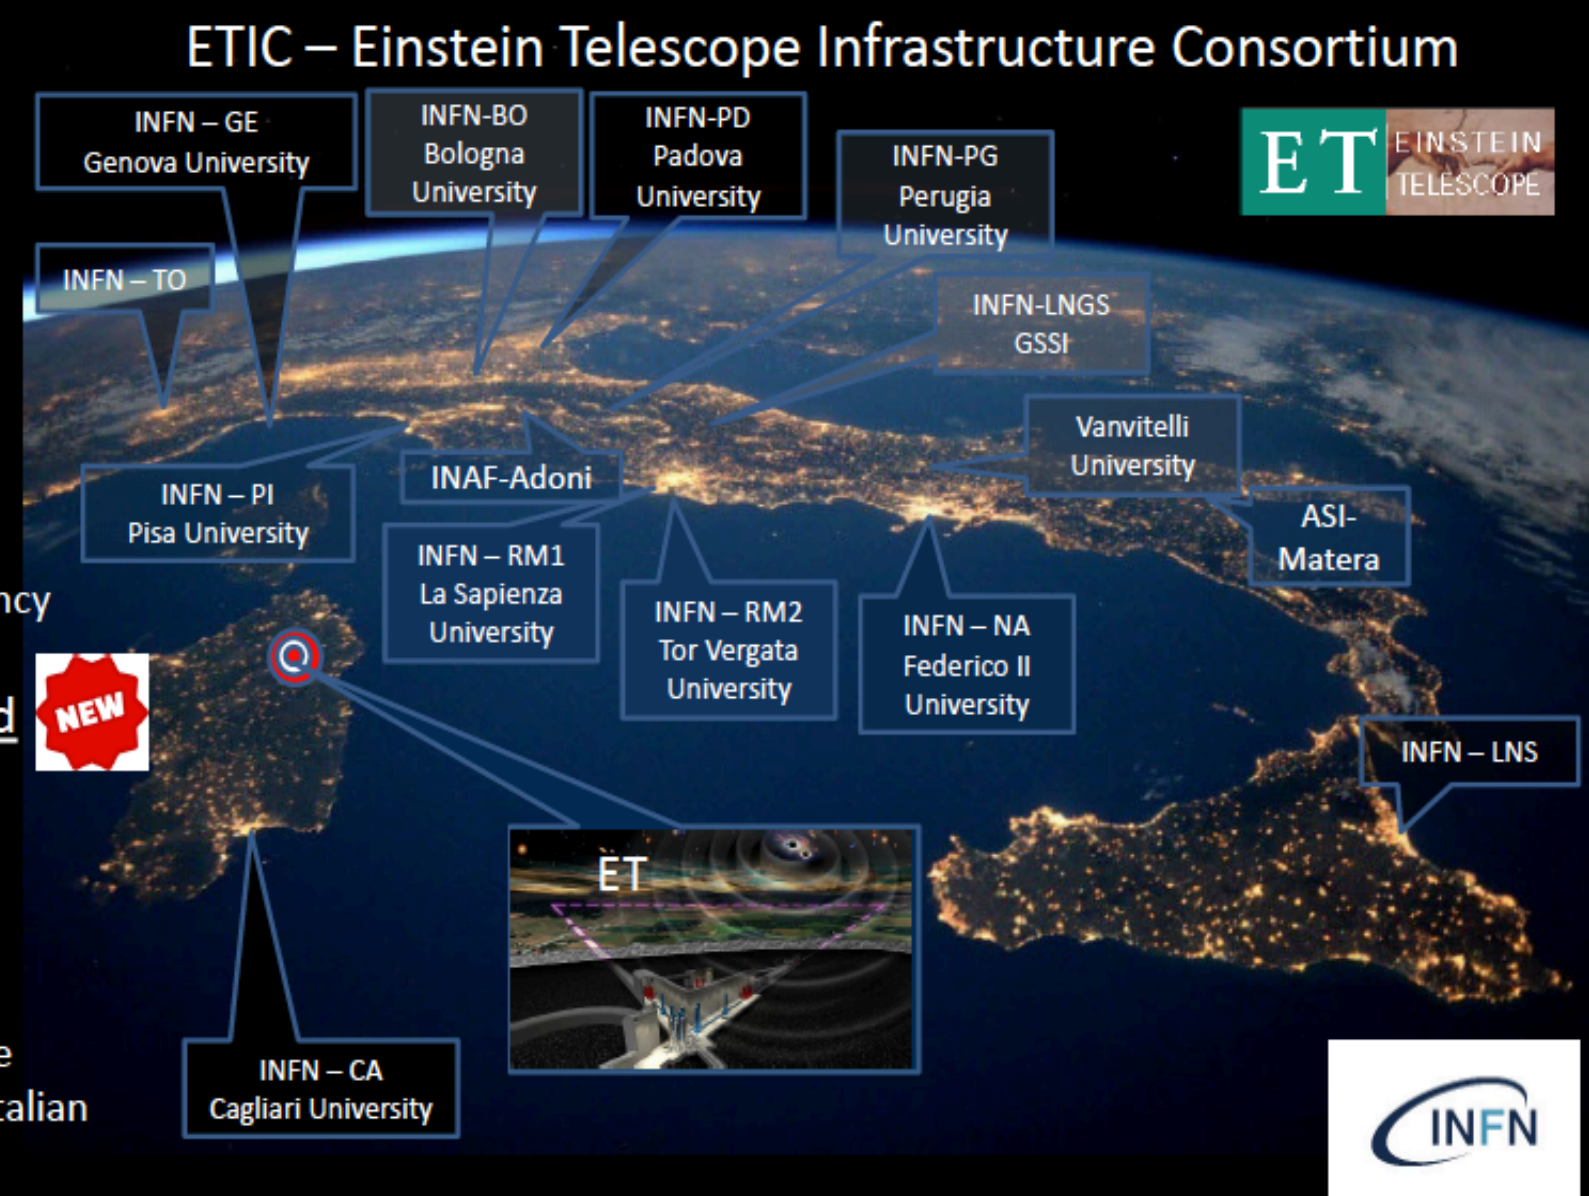 ETIC – Einstein Telescope Infrastructure Consortium
INFN – GE
Genova University
INFN-BO
Bologna
University
INFN-PD
Padova
University
INFN-PG
Perugia
University
ET
EINSTEIN
TELESCOPE
INFN – TO
INFN-LNGS
GSSI
Vanvitelli
University
INAF-Adoni
INFN – PI
Pisa University
ASI-
Matera
INFN – RM1
La Sapienza
University
INFN – RM2
Tor Vergata
University
INFN – NA
Federico II
University
ncy
d
NEW
INFN – LNS
ET
e
talian
INFN – CA
Cagliari University
INFN